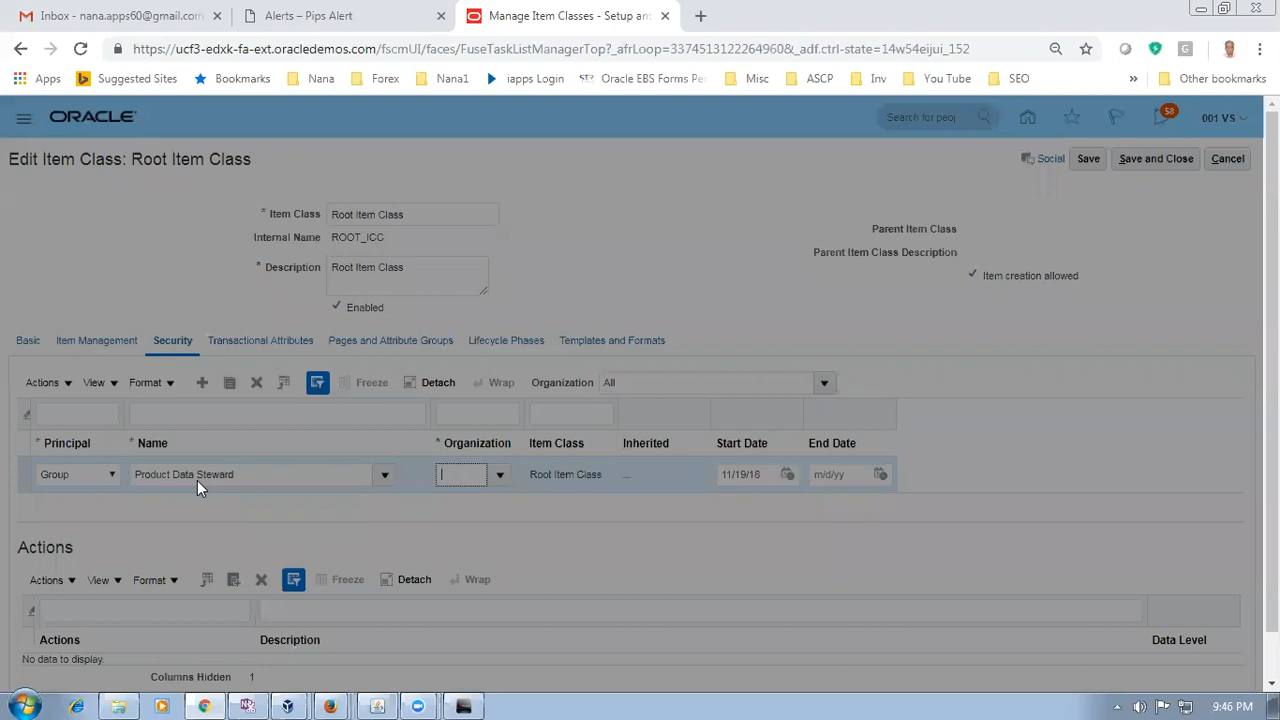 Inbox - nana.apps60@gmail.com
Alerts – Pips Alert
Manage Item Classes - Setup an
https://ucf3-edxk-fa-ext.oracledemos.com/fscmUI/faces/FuseTaskListManagerTop?_afrLoop=3374513122264960&_adf.ctrl-state=14w54eijui_152
Apps
Suggested Sites
Bookmarks
Nana
Forex
Nana1
iapps Login
Oracle EBS Forms Pe
Misc
ASCP
Inv
You Tube
SEO
Other bookmarks
ORACLE
Search for peop
58
001 VS
Edit Item Class: Root Item Class
Social
Save
Save and Close
Cancel
* Item Class Root Item Class
Internal Name ROOT_ICC
* Description Root Item Class
Enabled
Parent Item Class
Parent Item Class Description
Item creation allowed
Basic
Item Management
Security
Transactional Attributes
Pages and Attribute Groups
Lifecycle Phases
Templates and Formats
Actions View Format Freeze Detach Wrap Organization All
* Principal * Name * Organization Item Class Inherited Start Date End Date
Group Product Data Steward Root Item Class 11/19/18 m/d/yy
Actions
Actions View Format Freeze Detach Wrap
Actions Description Data Level
No data to display.
Columns Hidden 1
9:46 PM